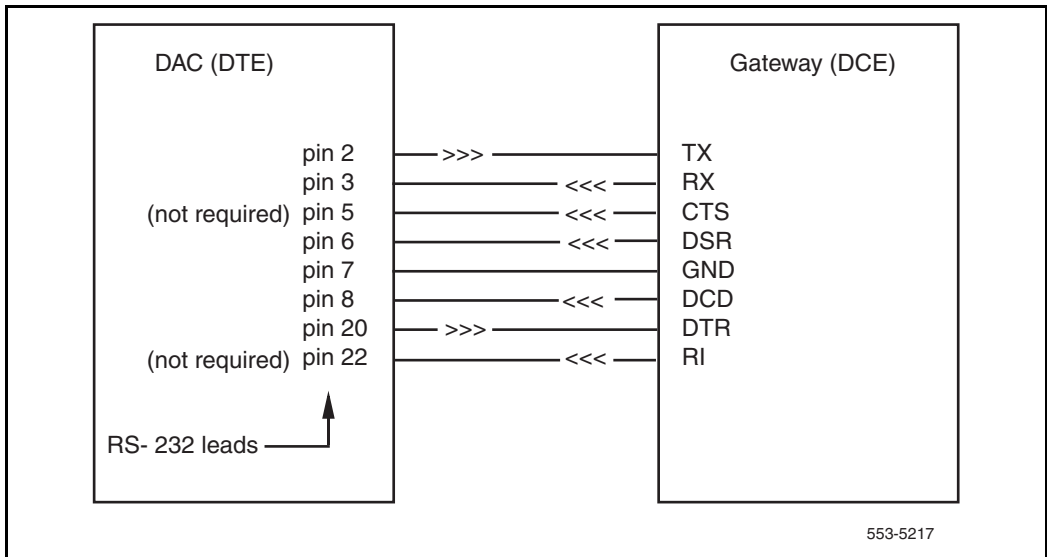 DAC (DTE) Gateway (DCE)
pin 2 >>> TX
pin 3 <<< RX
(not required) pin 5 <<< CTS
pin 6 <<< DSR
pin 7 GND
pin 8 <<< DCD
pin 20 >>> DTR
(not required) pin 22 <<< RI
RS- 232 leads
553-5217